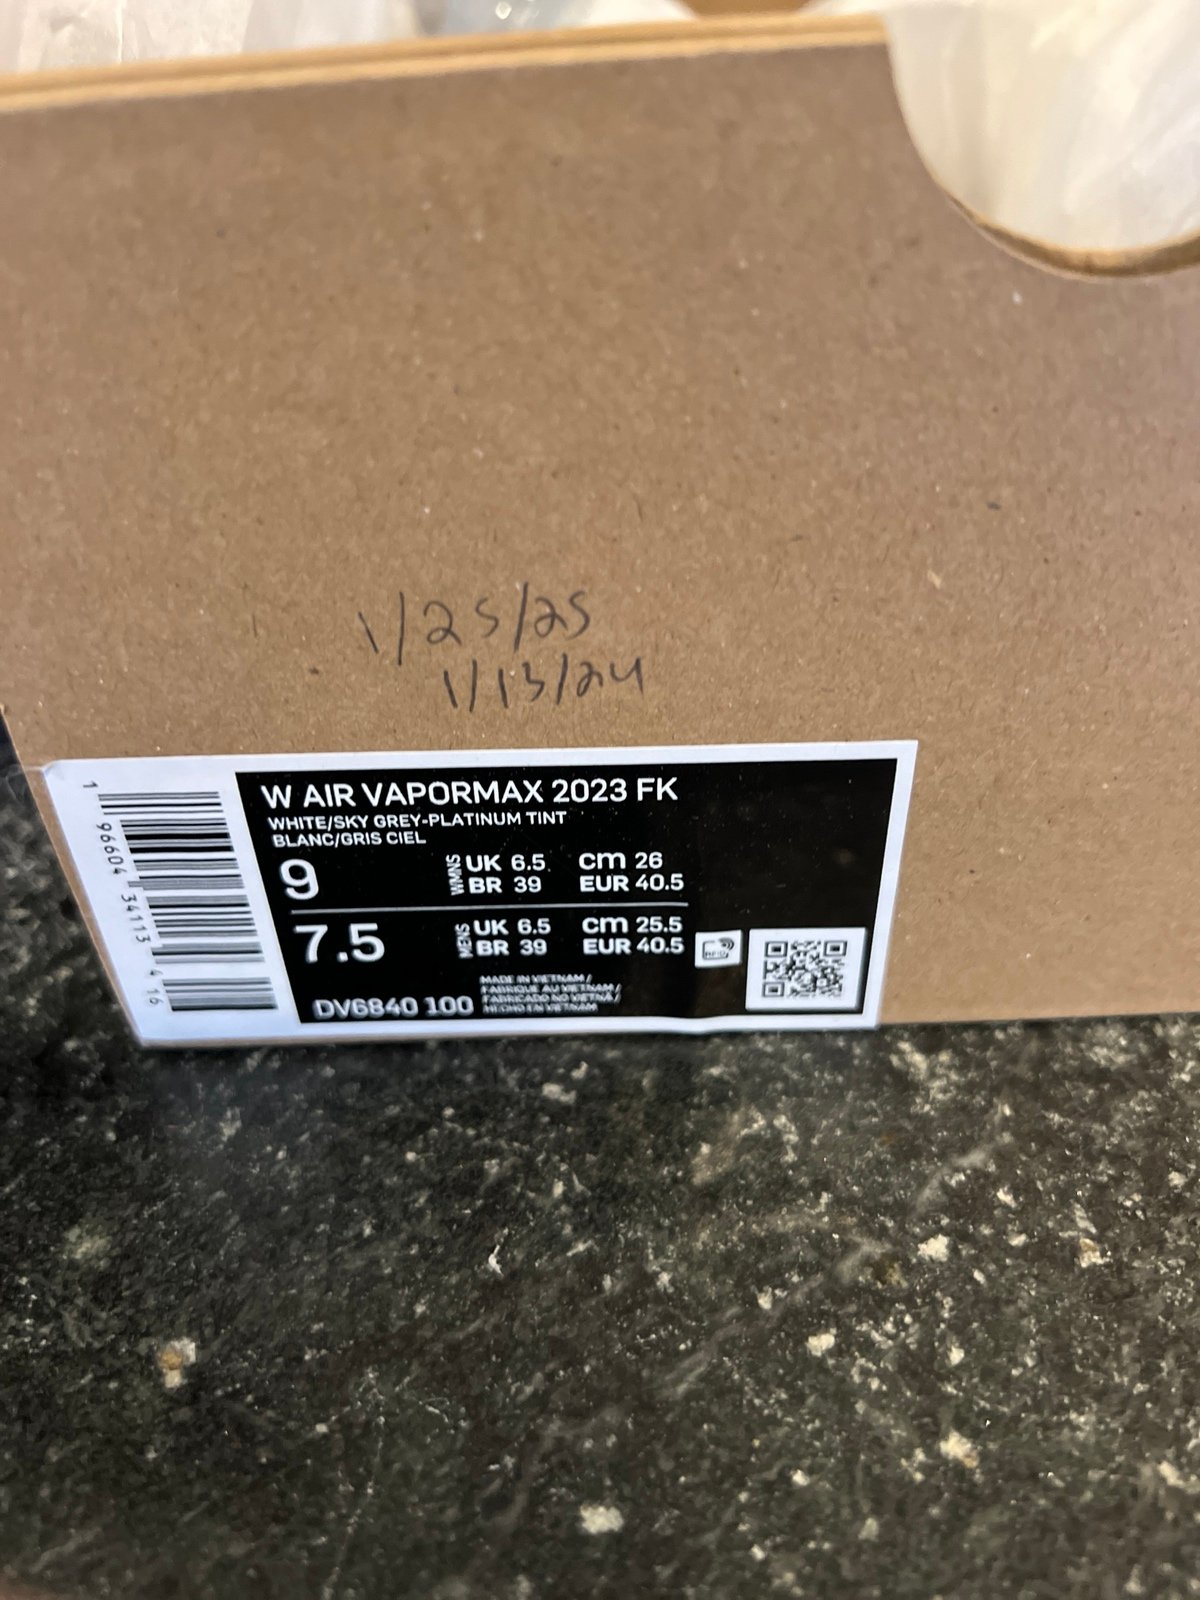 1/25/25
1/13/24
W AIR VAPORMAX 2023 FK
WHITE/SKY GREY-PLATINUM TINT
BLANC/GRIS CIEL
9 WMNS UK 6.5 cm 26
BR 39 EUR 40.5
7.5 MENS UK 6.5 cm 25.5
BR 39 EUR 40.5
RFID
DV6840 100
MADE IN VIETNAM /
FABRIQUE AU VIETNAM /
FABRICADO NO VIETNÃ /
HECHO EN VIETNAM
1 96604 34113 4 16